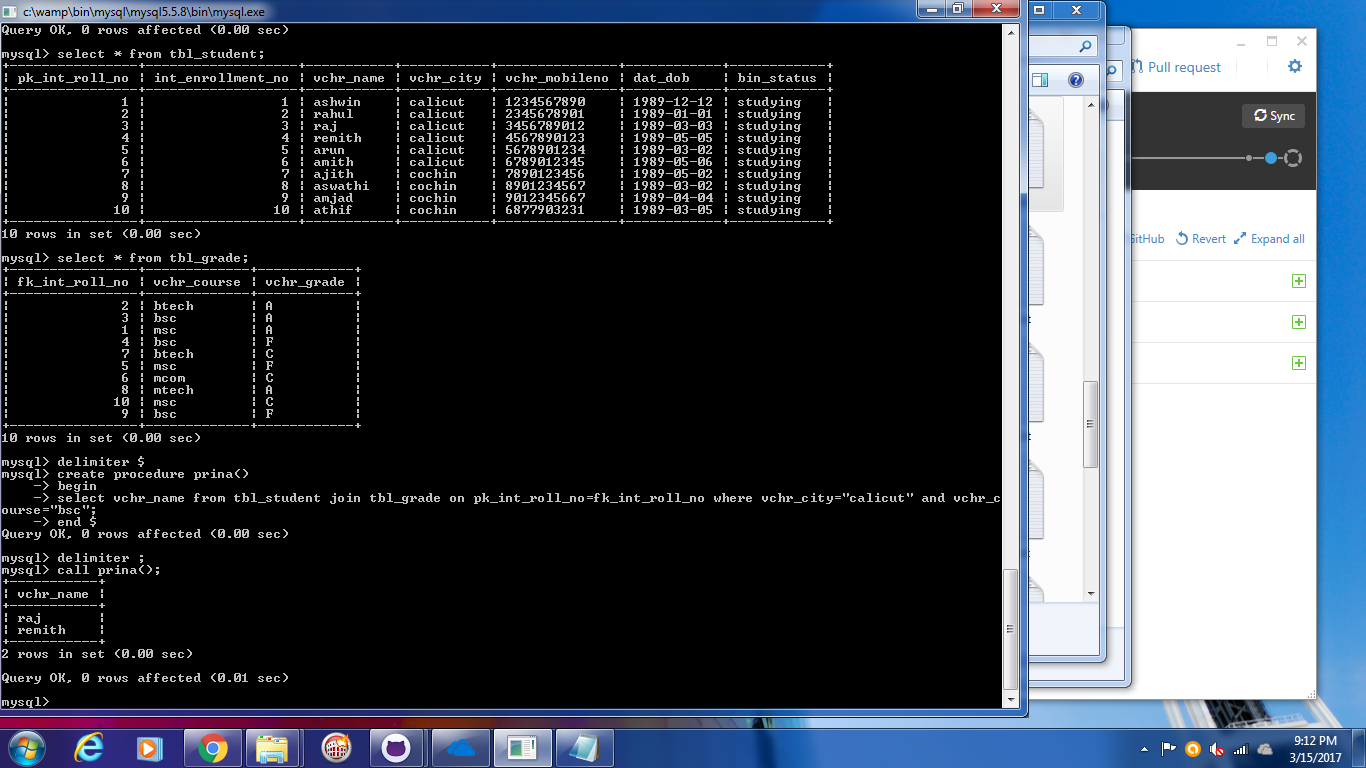 c:\wamp\bin\mysql\mysql5.5.8\bin\mysql.exe
Query OK, 0 rows affected (0.00 sec)
mysql> select * from tbl_student;
+--------------+-------------------+-----------+-----------+---------------+------------+------------+
| pk_int_roll_no | int_enrollment_no | vchr_name | vchr_city | vchr_mobileno | dat_dob | bin_status |
| 1 | 1 | ashwin | calicut | 1234567890 | 1989-12-12 | studying |
| 2 | 2 | rahul | calicut | 2345678901 | 1989-01-01 | studying |
| 3 | 3 | raj | calicut | 3456789012 | 1989-03-03 | studying |
| 4 | 4 | remith | calicut | 4567890123 | 1989-05-05 | studying |
| 5 | 5 | arun | calicut | 5678901234 | 1989-03-02 | studying |
| 6 | 6 | amith | calicut | 6789012345 | 1989-05-06 | studying |
| 7 | 7 | ajith | cochin | 7890123456 | 1989-05-02 | studying |
| 8 | 8 | aswathi | cochin | 8901234567 | 1989-03-02 | studying |
| 9 | 9 | amjad | cochin | 9012345667 | 1989-04-04 | studying |
| 10 | 10 | athif | cochin | 6877903231 | 1989-03-05 | studying |
10 rows in set (0.00 sec)
mysql> select * from tbl_grade;
| fk_int_roll_no | vchr_course | vchr_grade |
| 2 | btech | A |
| 3 | bsc | A |
| 1 | msc | A |
| 4 | bsc | F |
| 7 | btech | C |
| 5 | msc | F |
| 6 | mcom | C |
| 8 | mtech | A |
| 10 | msc | C |
| 9 | bsc | F |
10 rows in set (0.00 sec)
mysql> delimiter $
mysql> create procedure prina()
-> begin
-> select vchr_name from tbl_student join tbl_grade on pk_int_roll_no=fk_int_roll_no where vchr_city="calicut" and vchr_c
ourse="bsc";
-> end $
Query OK, 0 rows affected (0.00 sec)
mysql> delimiter ;
mysql> call prina();
| vchr_name |
| raj |
| remith |
2 rows in set (0.00 sec)
Query OK, 0 rows affected (0.01 sec)
mysql>
Pull request
Sync
GitHub Revert Expand all
9:12 PM
3/15/2017